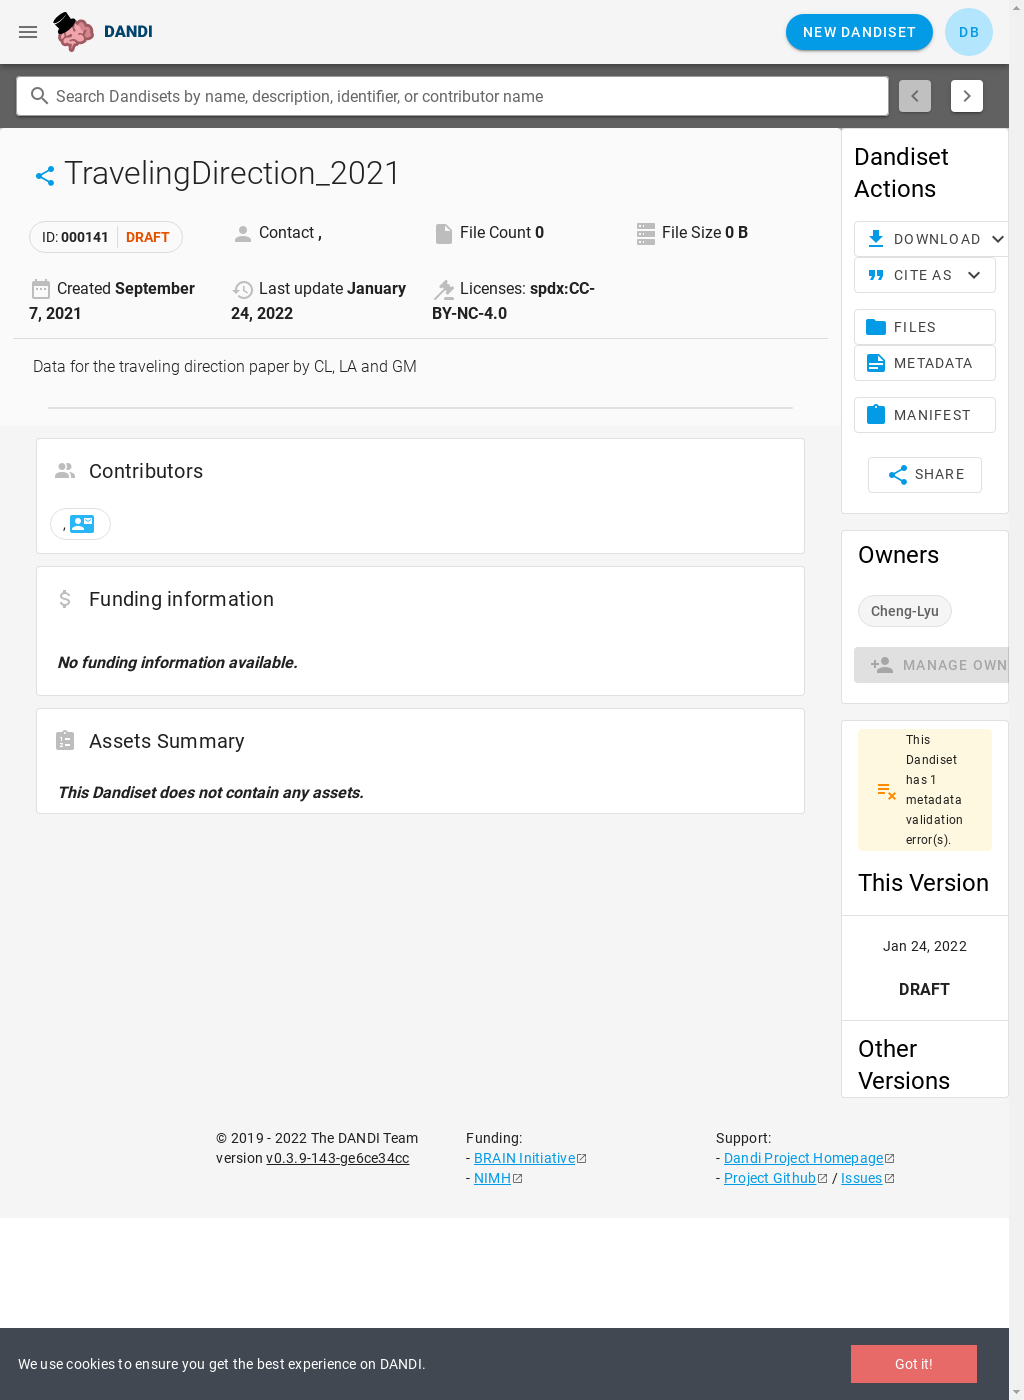 DANDI
NEW DANDISET
DB
Search Dandisets by name, description, identifier, or contributor name
TravelingDirection_2021
ID: 000141 DRAFT
Contact ,
File Count 0
File Size 0 B
Created September
7, 2021
Last update January
24, 2022
Licenses: spdx:CC-
BY-NC-4.0
Data for the traveling direction paper by CL, LA and GM
Contributors
,
Funding information
No funding information available.
Assets Summary
This Dandiset does not contain any assets.
Dandiset
Actions
DOWNLOAD
CITE AS
FILES
METADATA
MANIFEST
SHARE
Owners
Cheng-Lyu
MANAGE OWN
This
Dandiset
has 1
metadata
validation
error(s).
This Version
Jan 24, 2022
DRAFT
Other
Versions
© 2019 - 2022 The DANDI Team
version v0.3.9-143-ge6ce34cc
Funding:
- BRAIN Initiative
- NIMH
Support:
- Dandi Project Homepage
- Project Github / Issues
We use cookies to ensure you get the best experience on DANDI.
Got it!